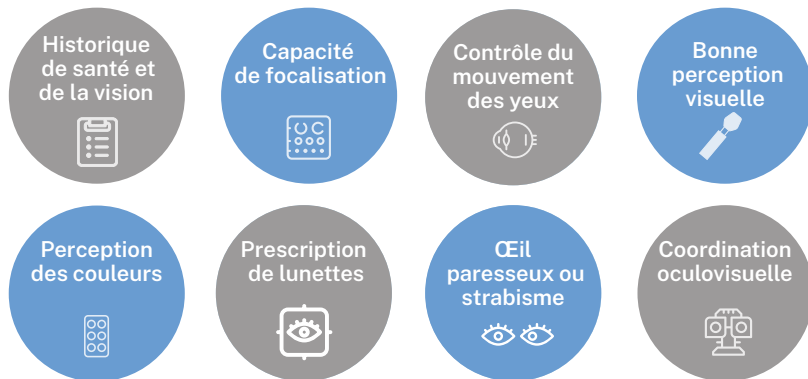 Historique
de santé et
de la vision
Capacité
de focalisation
Contrôle du
mouvement
des yeux
Bonne
perception
visuelle
Perception
des couleurs
Prescription
de lunettes
Œil
paresseux ou
strabisme
Coordination
oculovisuelle